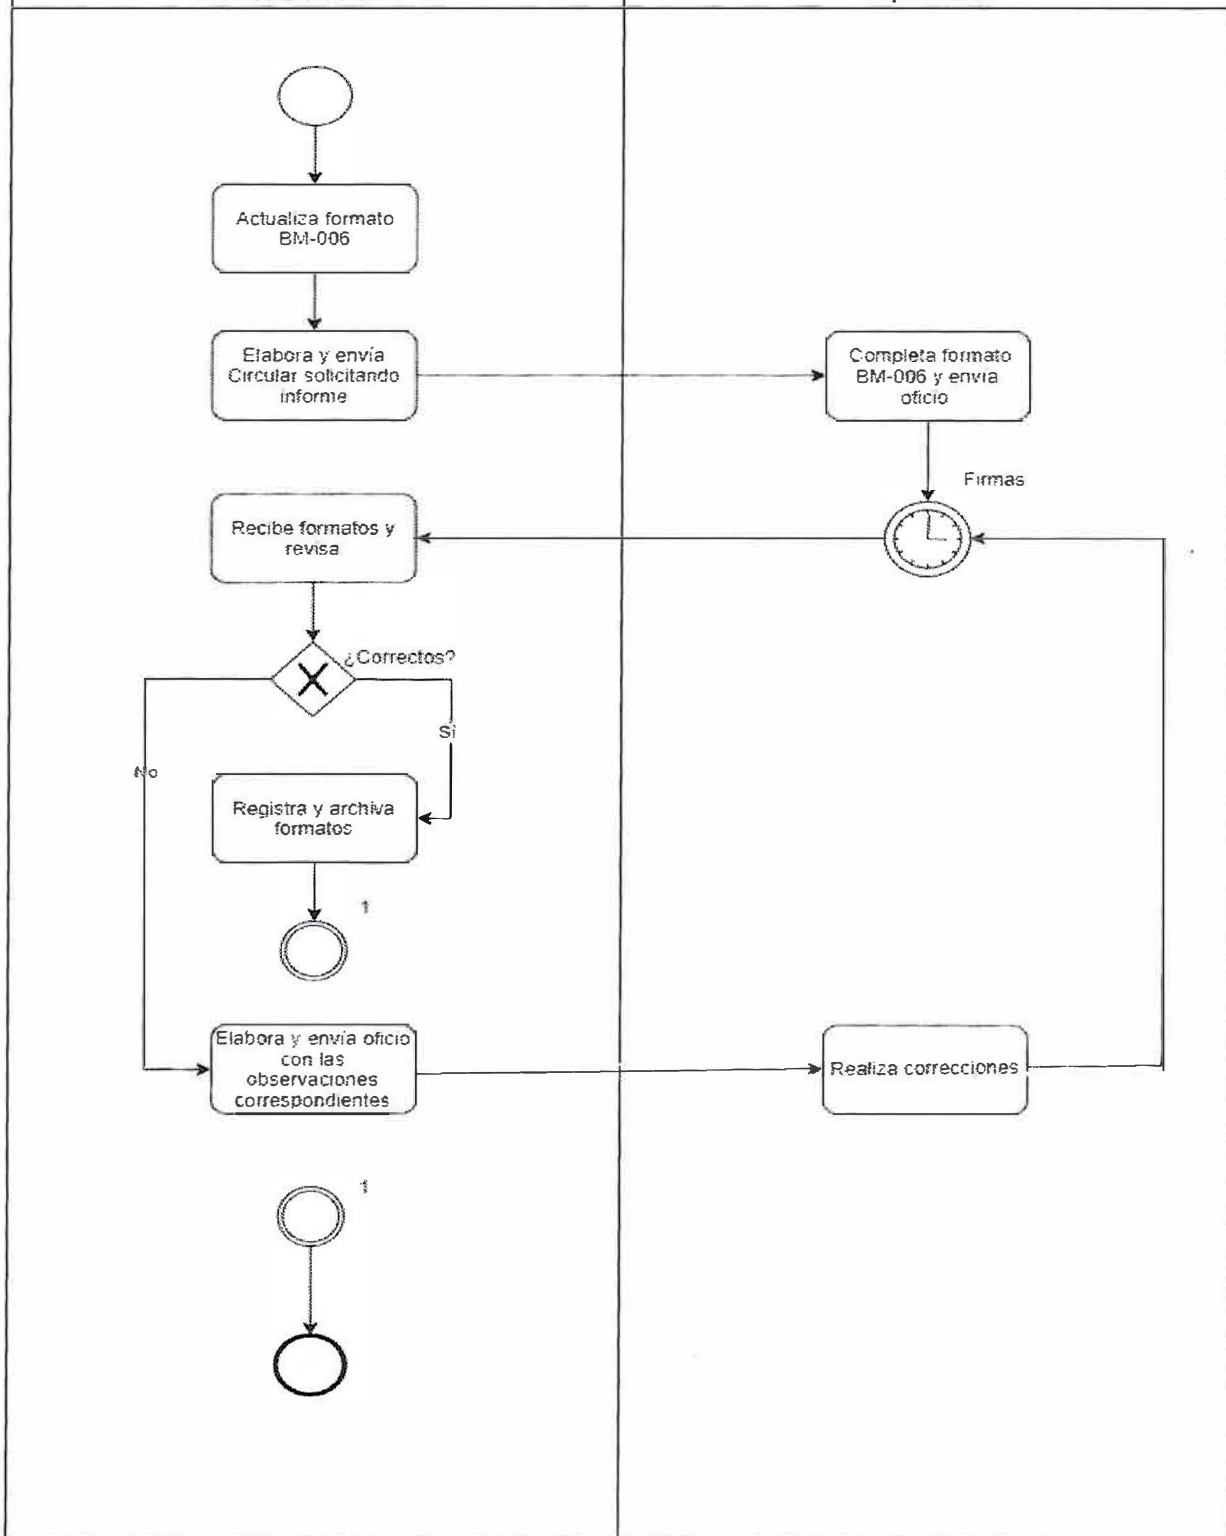 Actualiza formato
BM-006
Elabora y envía
Circular solicitando
informe
Completa formato
BM-006 y envía
oficio
Firmas
Recibe formatos y
revisa
¿Correctos?
Sí
No
Registra y archiva
formatos
1
Elabora y envía oficio
con las
observaciones
correspondientes
Realiza correcciones
1